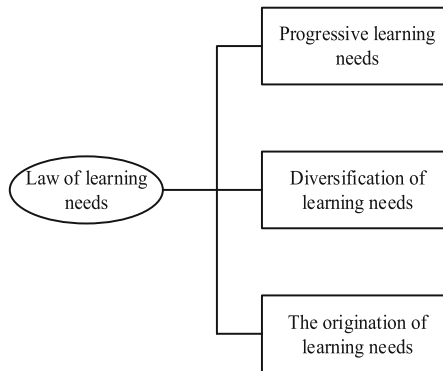 Progressive learning
needs
Law of learning
needs
Diversification of
learning needs
The origination of
learning needs